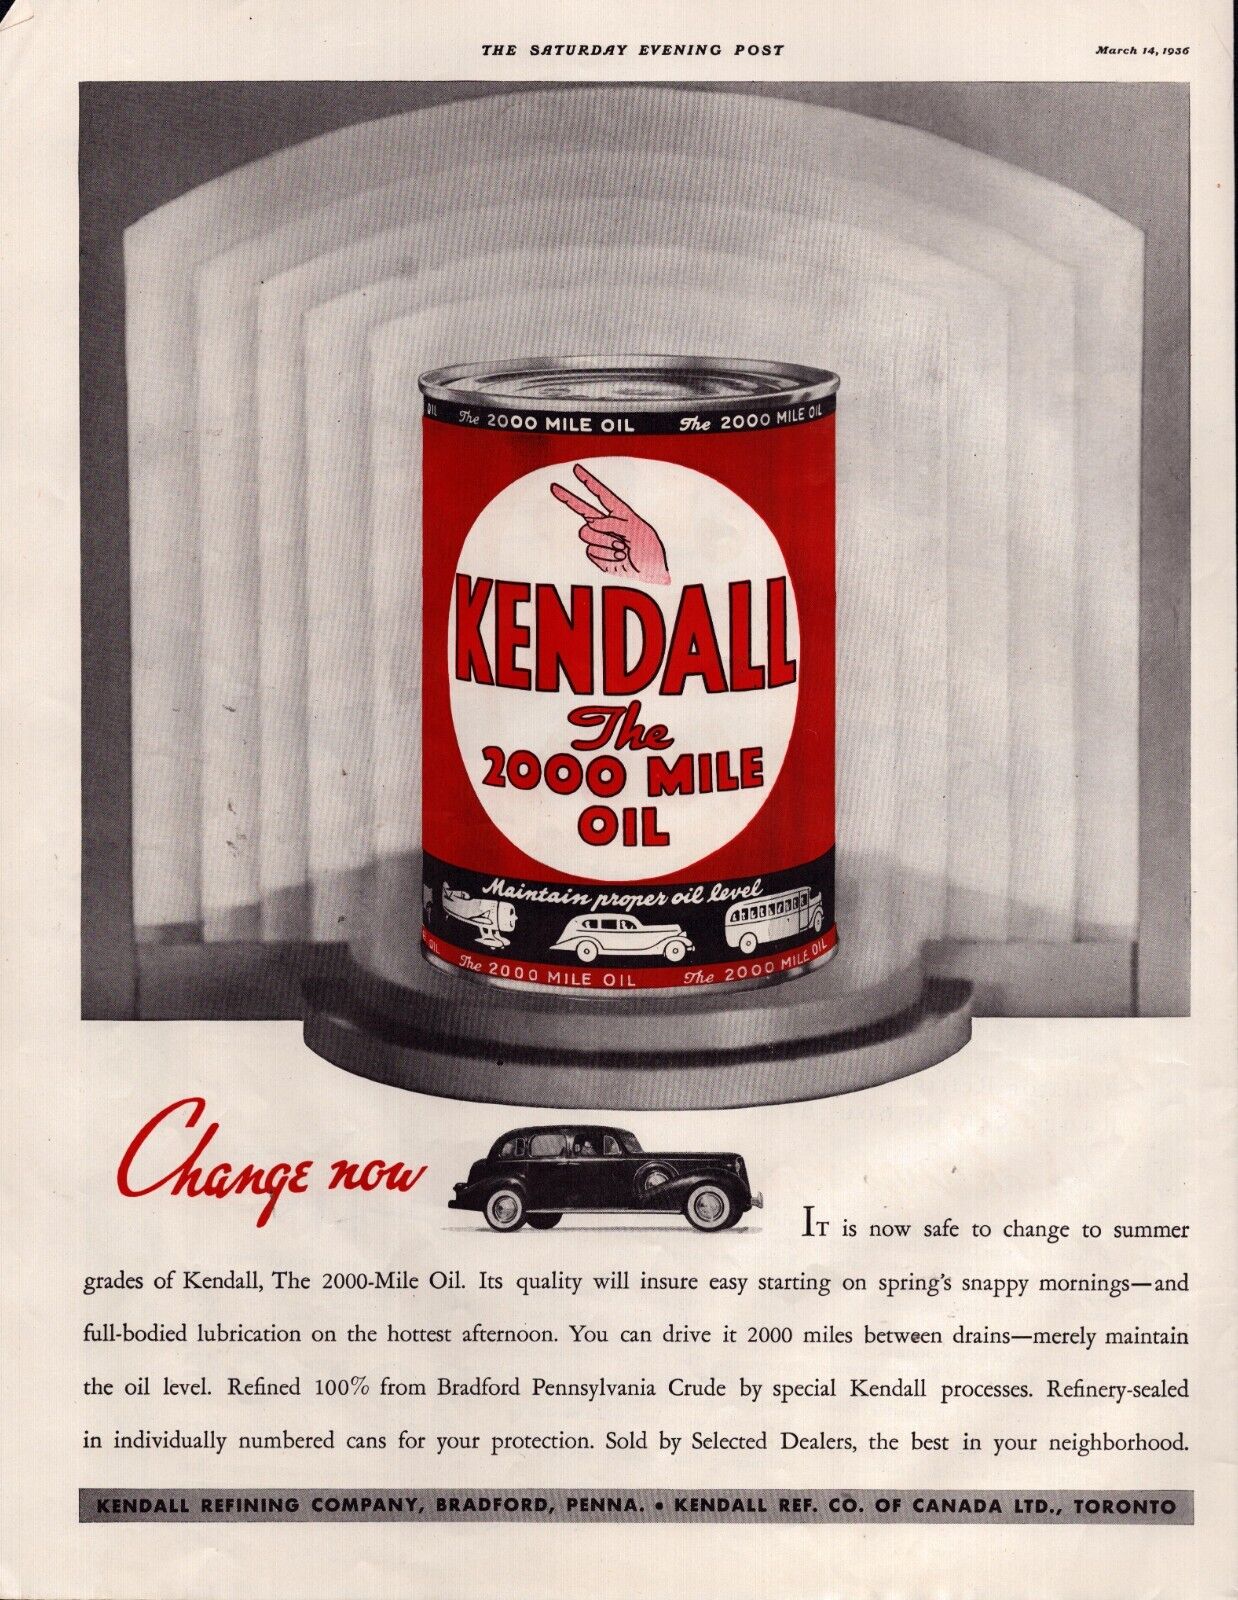 THE SATURDAY EVENING POST
March 14, 1936
OIL The 2000 MILE OIL The 2000 MILE OIL
KENDALL
The
2000 MILE
OIL
Maintain proper oil level
OIL The 2000 MILE OIL The 2000 MILE OIL
Change now
IT is now safe to change to summer
grades of Kendall, The 2000-Mile Oil. Its quality will insure easy starting on spring's snappy mornings—and
full-bodied lubrication on the hottest afternoon. You can drive it 2000 miles between drains—merely maintain
the oil level. Refined 100% from Bradford Pennsylvania Crude by special Kendall processes. Refinery-sealed
in individually numbered cans for your protection. Sold by Selected Dealers, the best in your neighborhood.
KENDALL REFINING COMPANY, BRADFORD, PENNA. • KENDALL REF. CO. OF CANADA LTD., TORONTO